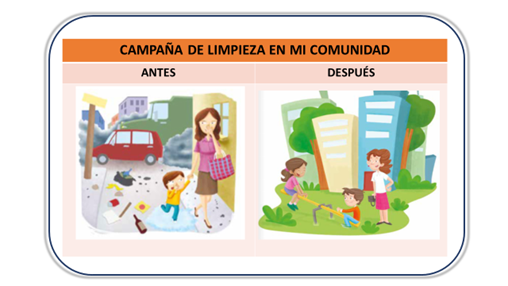 CAMPAÑA DE LIMPIEZA EN MI COMUNIDAD
ANTES
DESPUÉS